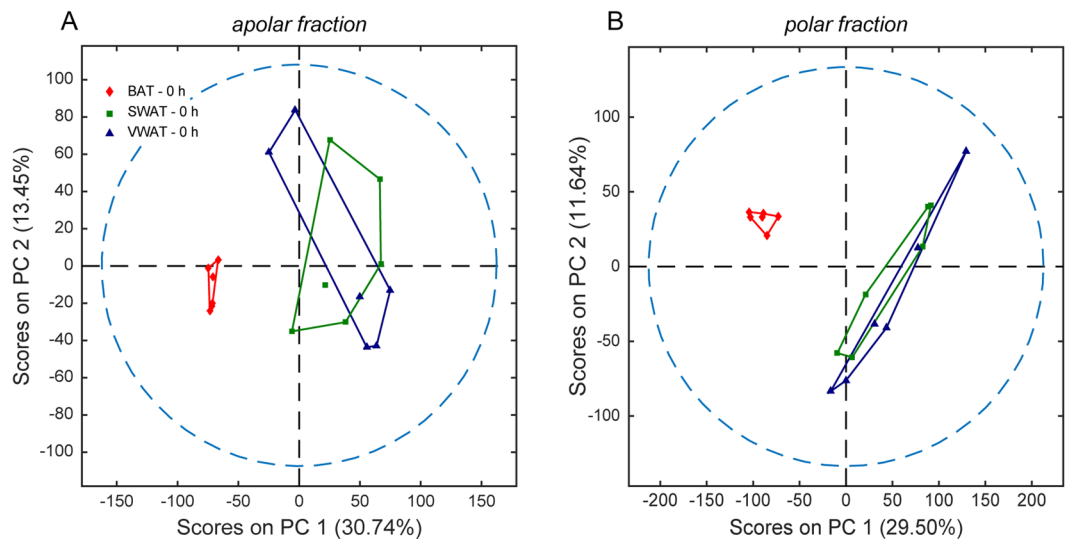 A
apolar fraction
100
80
60
40
20
0
-20
-40
-60
-80
-100
Scores on PC 2 (13.45%)
BAT - 0 h
SWAT - 0 h
VWAT - 0 h
-150 -100 -50 0 50 100 150
Scores on PC 1 (30.74%)
B
polar fraction
100
50
0
-50
-100
Scores on PC 2 (11.64%)
-200 -150 -100 -50 0 50 100 150 200
Scores on PC 1 (29.50%)